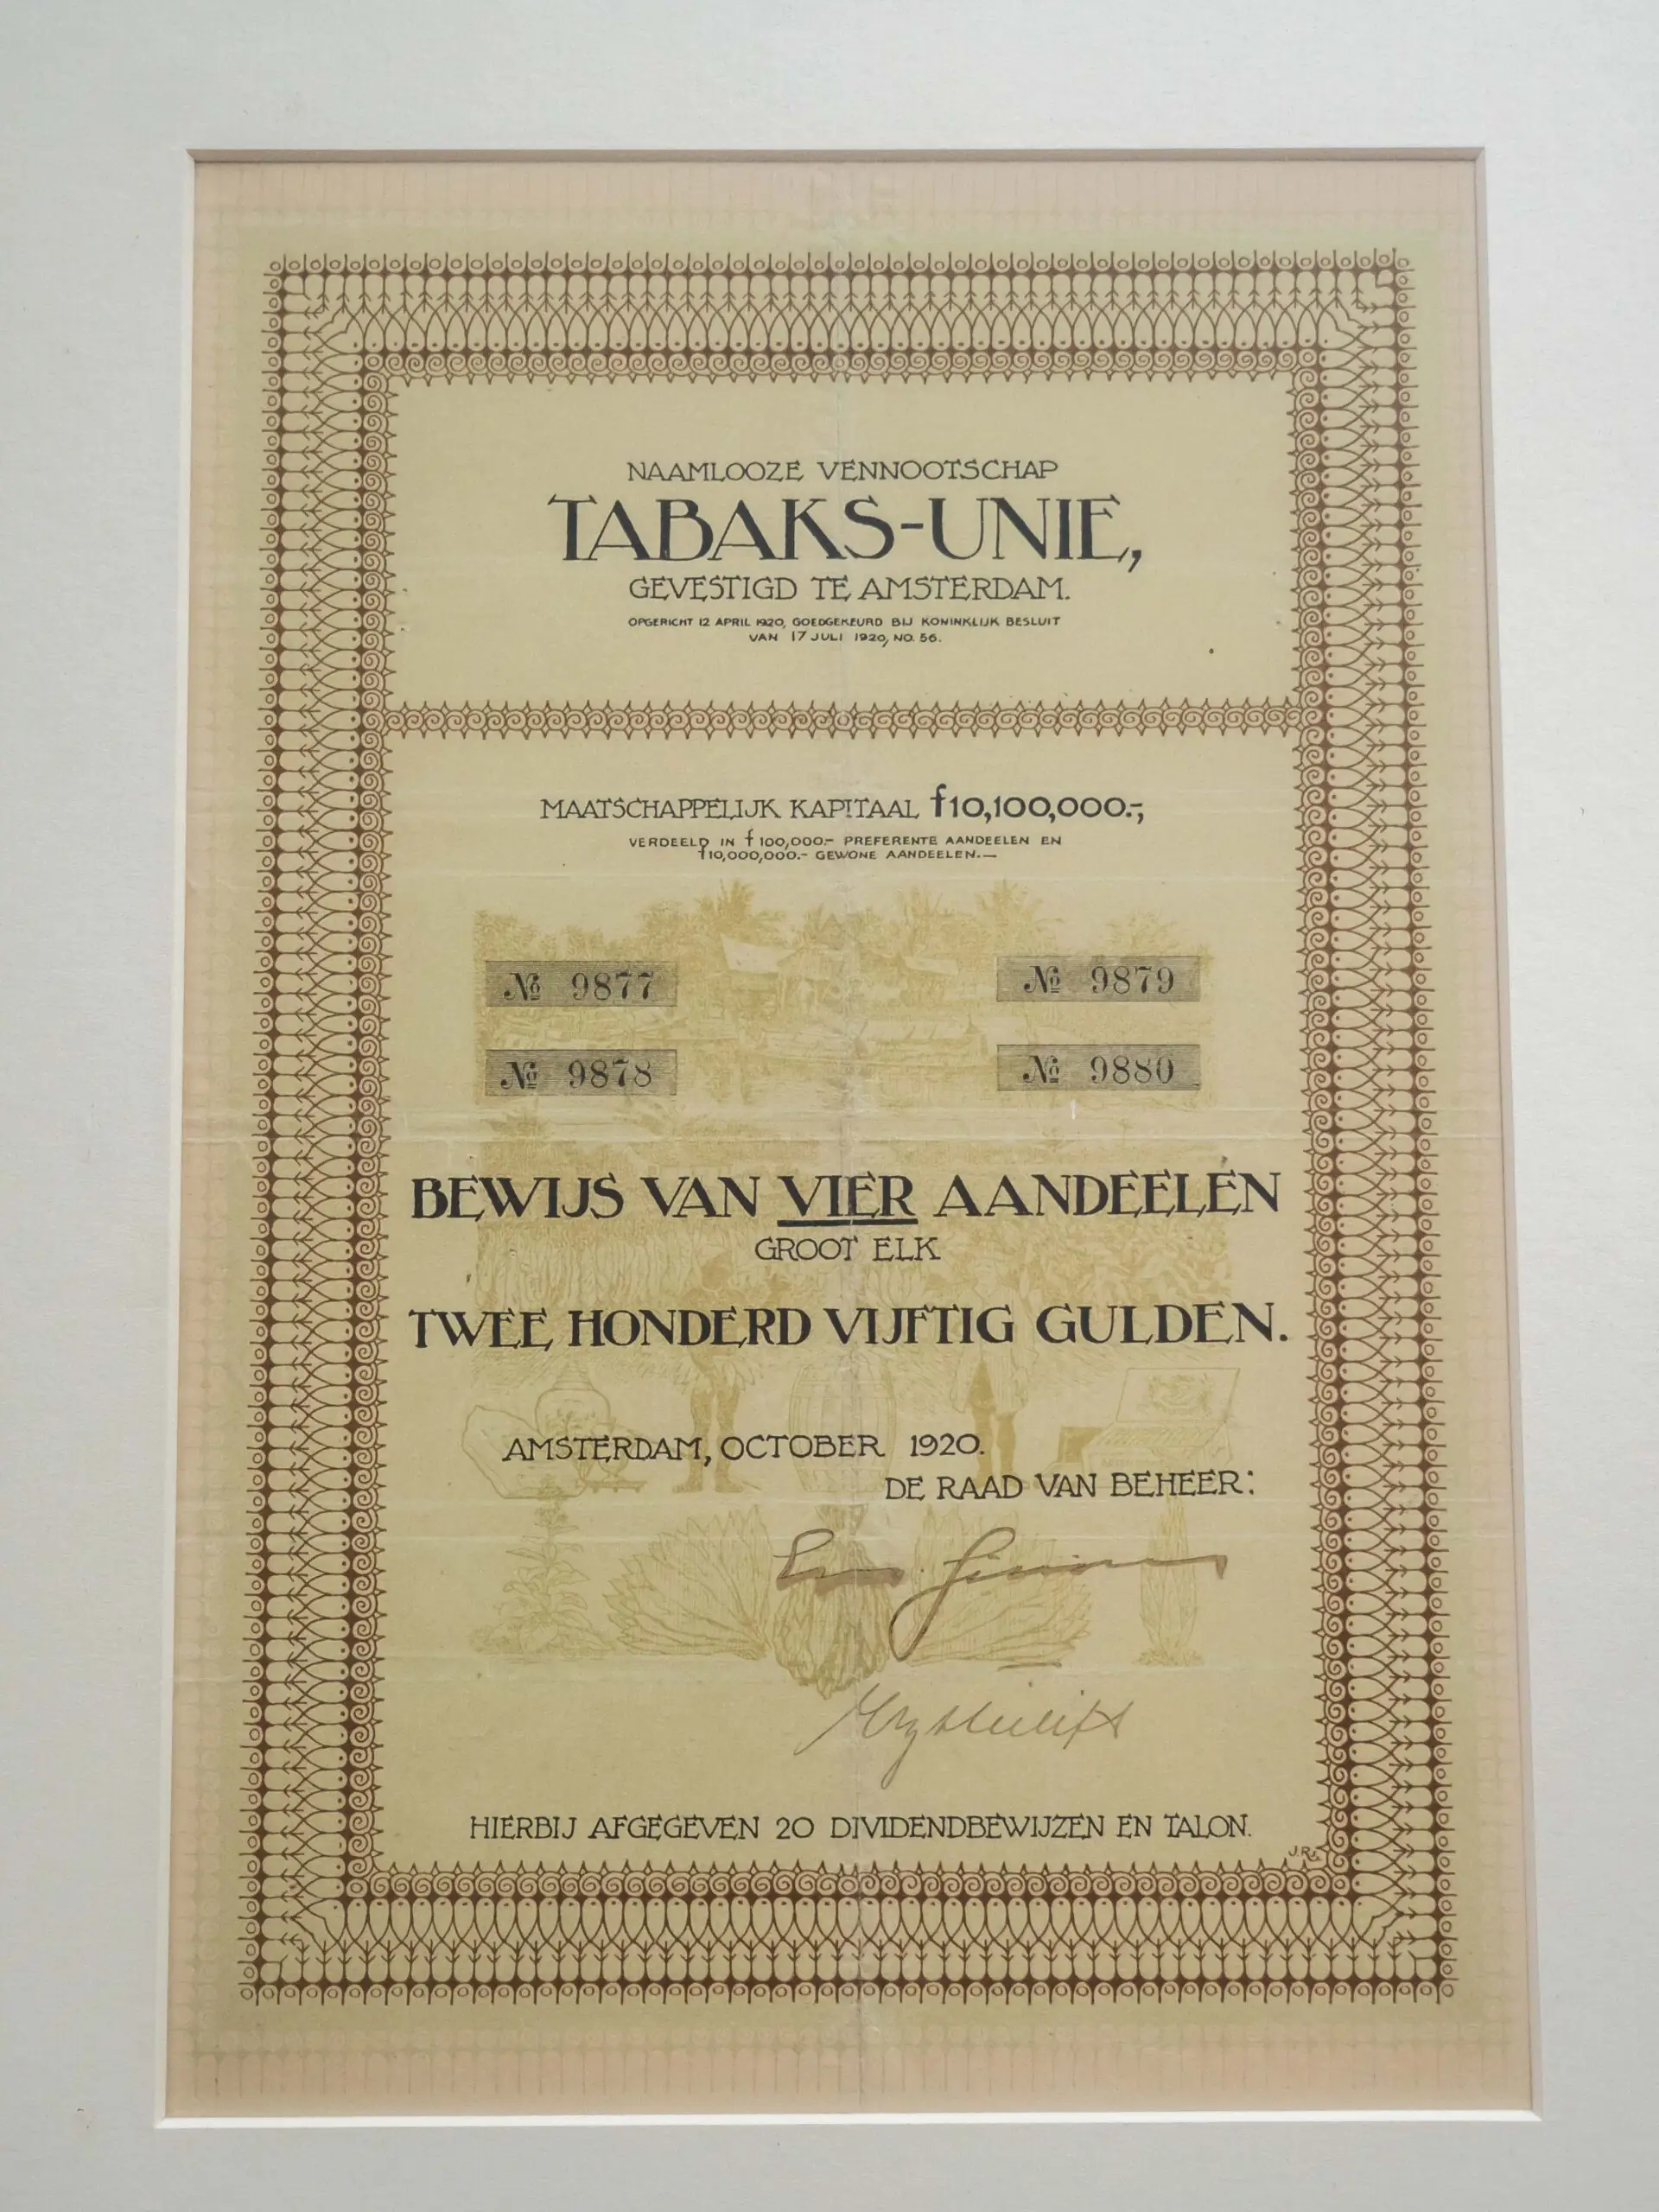 NAAMLOOZE VENNOOTSCHAP
TABAKS-UNIE,
GEVESTIGD TE AMSTERDAM.
OPGERICHT 12 APRIL 1920, GOEDGEKEURD BIJ KONINKLIJK BESLUIT
VAN 17 JULI 1920, NO. 56.
MAATSCHAPPELIJK KAPITAAL f10,100,000.-,
VERDEELD IN f100,000.- PREFERENTE AANDEELEN EN
f10,000,000.- GEWONE AANDEELEN.—
№ 9877
№ 9879
№ 9878
№ 9880
BEWIJS VAN VIER AANDEELEN
GROOT ELK
TWEE HONDERD VIJFTIG GULDEN.
AMSTERDAM, OCTOBER 1920.
DE RAAD VAN BEHEER:
HIERBIJ AFGEGEVEN 20 DIVIDENDBEWIJZEN EN TALON.